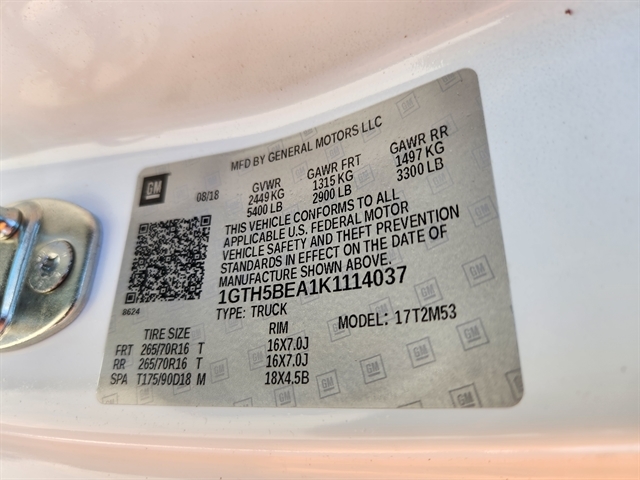 MFD BY GENERAL MOTORS LLC
GM
08/18 GVWR GAWR FRT GAWR RR
2449 KG 1315 KG 1497 KG
5400 LB 2900 LB 3300 LB
THIS VEHICLE CONFORMS TO ALL
APPLICABLE U.S. FEDERAL MOTOR
VEHICLE SAFETY AND THEFT PREVENTION
STANDARDS IN EFFECT ON THE DATE OF
MANUFACTURE SHOWN ABOVE.
0624
1GTH5BEA1K1114037
TYPE: TRUCK MODEL: 17T2M53
TIRE SIZE RIM
FRT 265/70R16 T 16X7.0J
RR 265/70R16 T 16X7.0J
SPA T175/90D18 M 18X4.5B